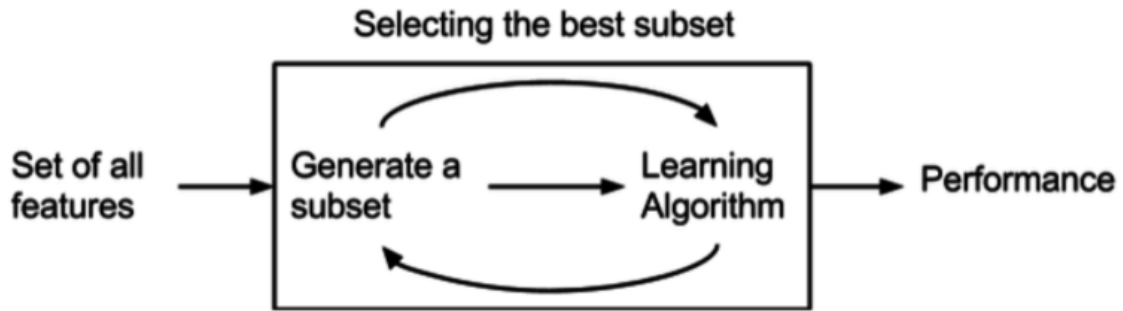 Selecting the best subset
Set of all
features
Generate a
subset
Learning
Algorithm
Performance